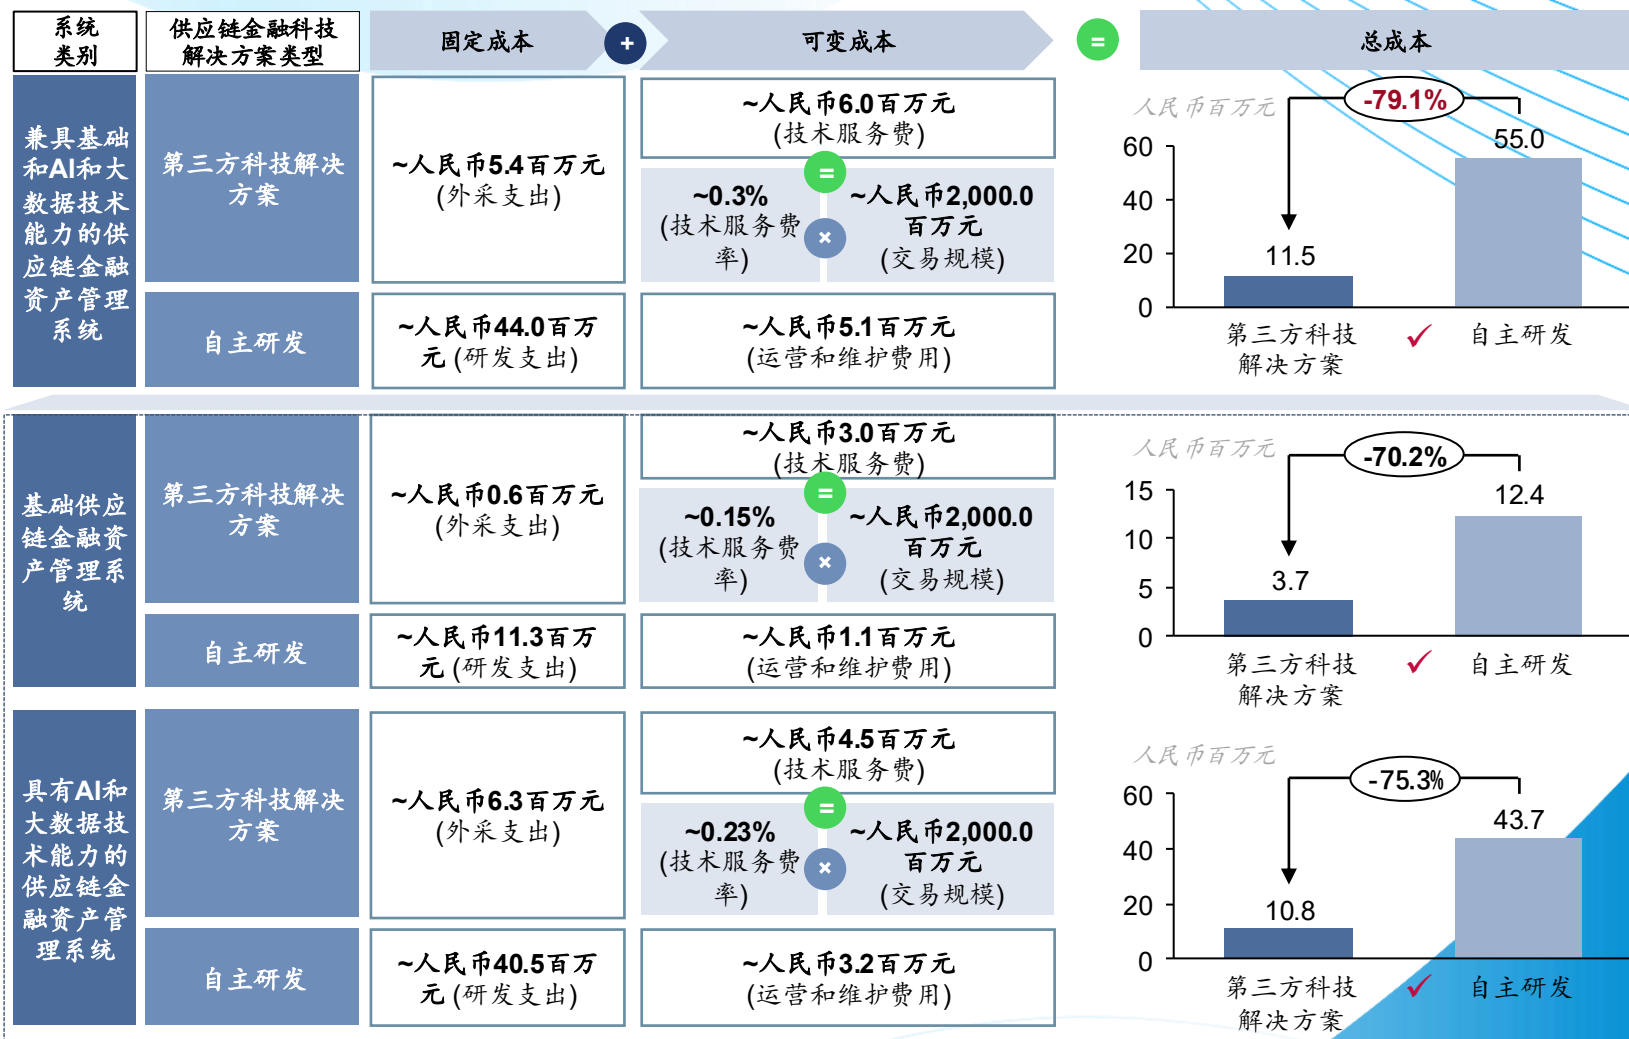 系统
类别
供应链金融科技
解决方案类型
固定成本
+
可变成本
=
总成本
兼具基础
和AI和大
数据技术
能力的供
应链金融
资产管理
系统
第三方科技解决
方案
~人民币5.4百万元
(外采支出)
~人民币6.0百万元
(技术服务费)
=
~0.3%
(技术服务费
率)
×
~人民币2,000.0
百万元
(交易规模)
自主研发
~人民币44.0百万
元 (研发支出)
~人民币5.1百万元
(运营和维护费用)
人民币百万元
-79.1%
60
40
20
0
11.5
55.0
第三方科技
解决方案
✓
自主研发
基础供应
链金融资
产管理系
统
第三方科技解决
方案
~人民币0.6百万元
(外采支出)
~人民币3.0百万元
(技术服务费)
=
~0.15%
(技术服务费
率)
×
~人民币2,000.0
百万元
(交易规模)
自主研发
~人民币11.3百万
元 (研发支出)
~人民币1.1百万元
(运营和维护费用)
人民币百万元
-70.2%
15
10
5
0
3.7
12.4
第三方科技
解决方案
✓
自主研发
具有AI和
大数据技
术能力的
供应链金
融资产管
理系统
第三方科技解决
方案
~人民币6.3百万元
(外采支出)
~人民币4.5百万元
(技术服务费)
=
~0.23%
(技术服务费
率)
×
~人民币2,000.0
百万元
(交易规模)
自主研发
~人民币40.5百万
元 (研发支出)
~人民币3.2百万元
(运营和维护费用)
人民币百万元
-75.3%
60
40
20
0
10.8
43.7
第三方科技
解决方案
✓
自主研发